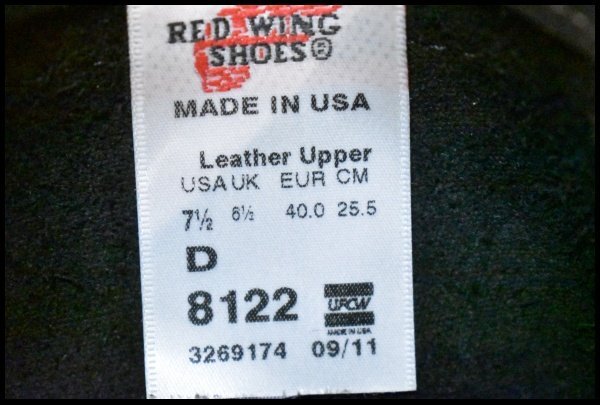 RED WING
SHOES®
MADE IN USA
Leather Upper
USA UK EUR CM
7½ 6½ 40.0 25.5
D
8122 UFCW
MADE IN USA
3269174 09/11